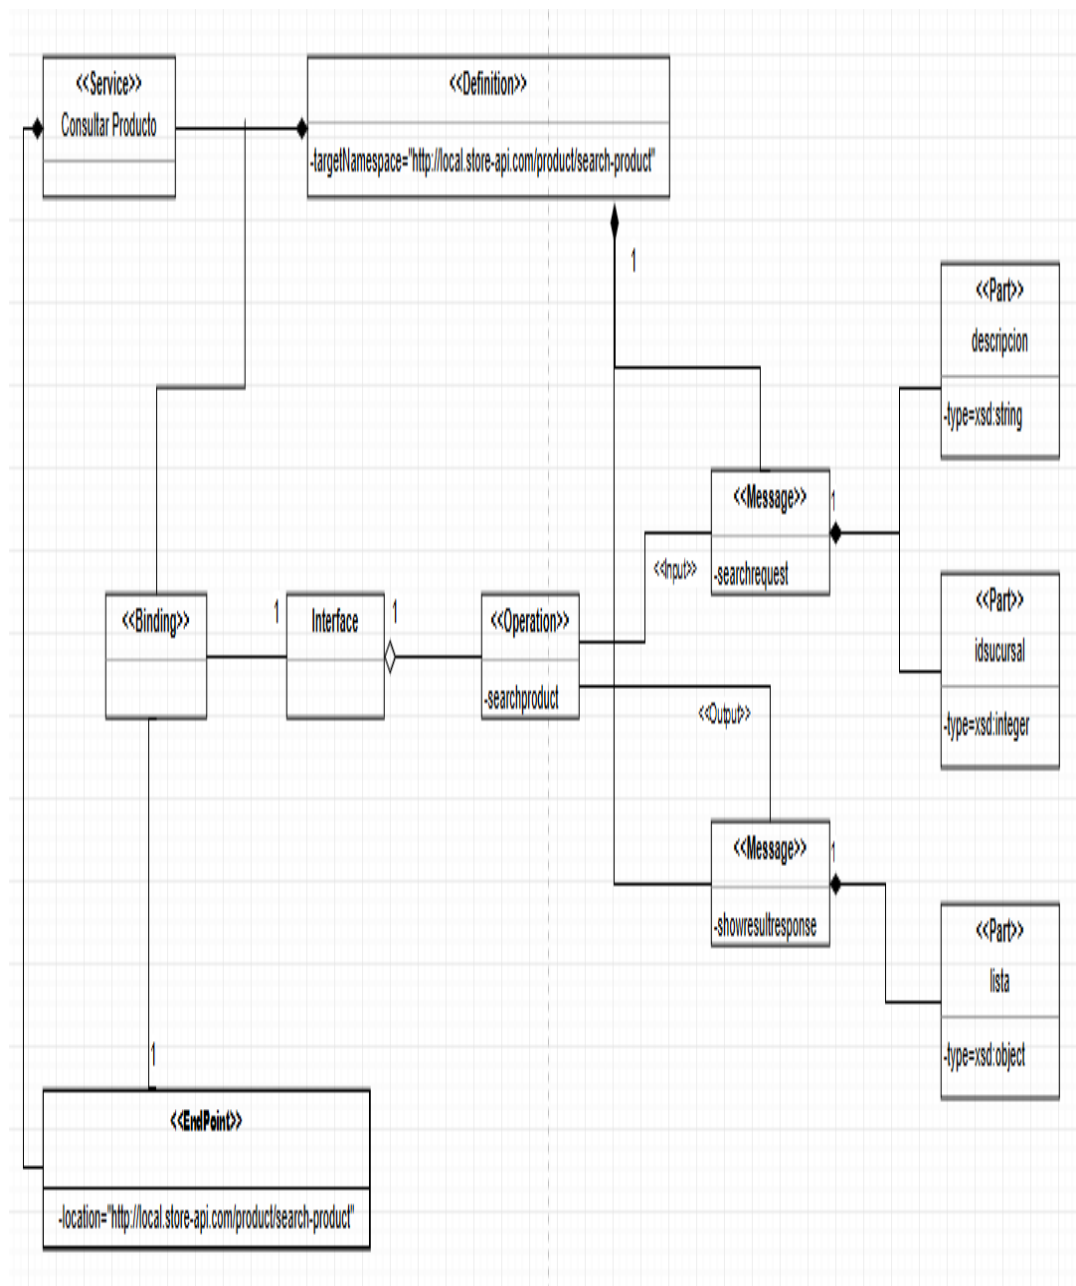 <<Service>>
Consultar Producto
<<Definition>>
-targetNamespace="http://local.store-api.com/product/search-product"
1
<<Part>>
descripcion
-type=xsd:string
<<Message>>
1
-searchrequest
<<Input>>
<<Part>>
idsucursal
-type=xsd:integer
<<Binding>>
1
Interface
1
<<Operation>>
-searchproduct
<<Output>>
<<Message>>
1
-showresultresponse
<<Part>>
lista
-type=xsd:object
1
<<EndPoint>>
-location="http://local.store-api.com/product/search-product"